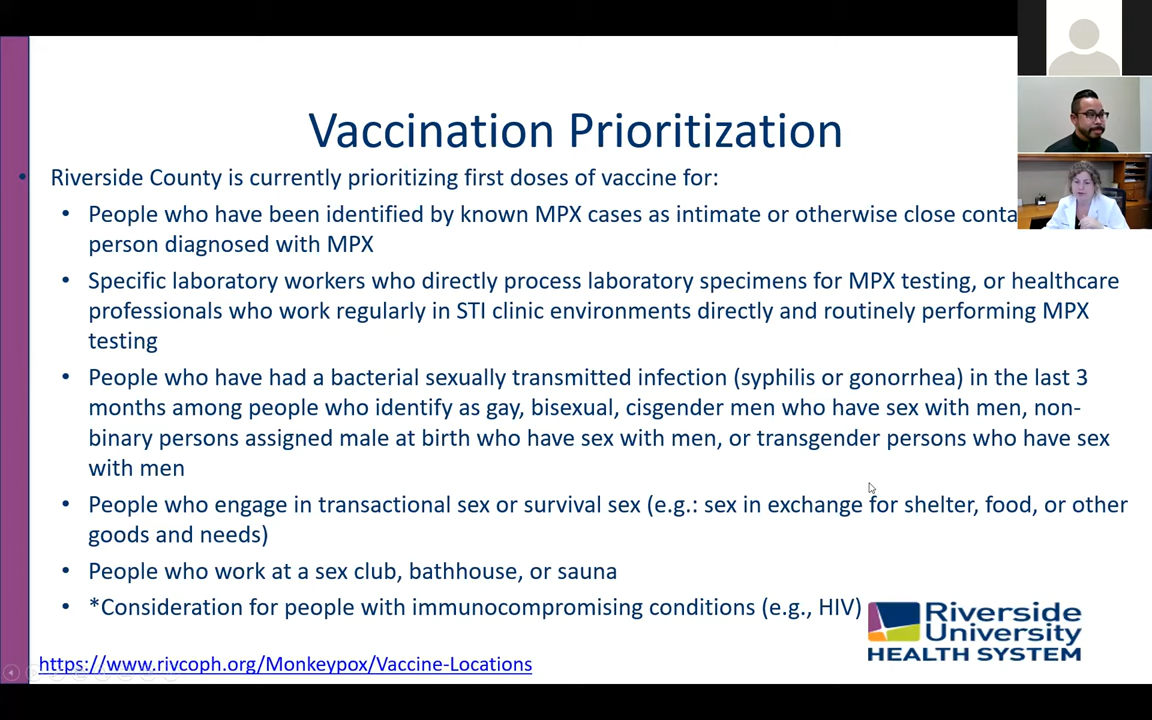 Vaccination Prioritization
• Riverside County is currently prioritizing first doses of vaccine for:
• People who have been identified by known MPX cases as intimate or otherwise close
person diagnosed with MPX
• Specific laboratory workers who directly process laboratory specimens for MPX testing, or healthcare
professionals who work regularly in STI clinic environments directly and routinely performing MPX
testing
• People who have had a bacterial sexually transmitted infection (syphilis or gonorrhea) in the last 3
months among people who identify as gay, bisexual, cisgender men who have sex with men, non-
binary persons assigned male at birth who have sex with men, or transgender persons who have sex
with men
• People who engage in transactional sex or survival sex (e.g.: sex in exchange for shelter, food, or other
goods and needs)
• People who work at a sex club, bathhouse, or sauna
• *Consideration for people with immunocompromising conditions (e.g., HIV)
Riverside
University
HEALTH SYSTEM
https://www.rivcoph.org/Monkeypox/Vaccine-Locations